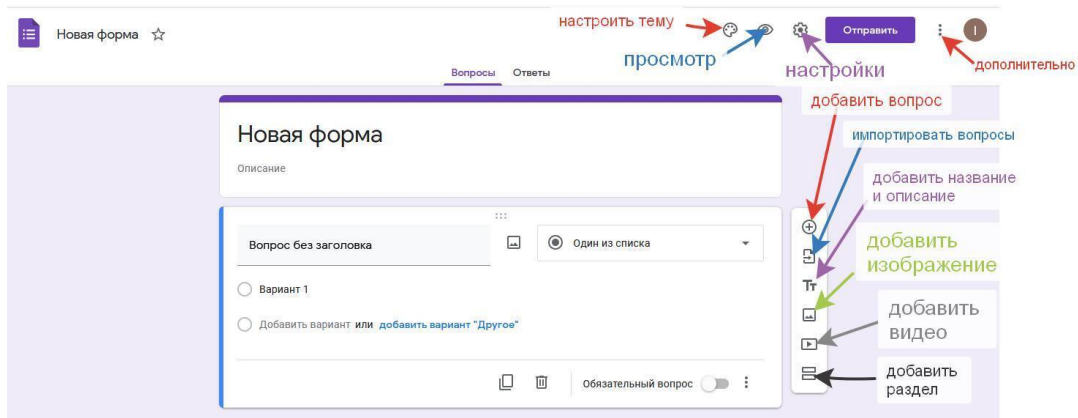 Новая форма
настроить тему
просмотр
настройки
Отправить
I
дополнительно
Вопросы Ответы
добавить вопрос
импортировать вопросы
добавить название
и описание
добавить
изображение
добавить
видео
добавить
раздел
Новая форма
Описание
Вопрос без заголовка
Один из списка
Вариант 1
Добавить вариант или добавить вариант "Другое"
Обязательный вопрос
Tт